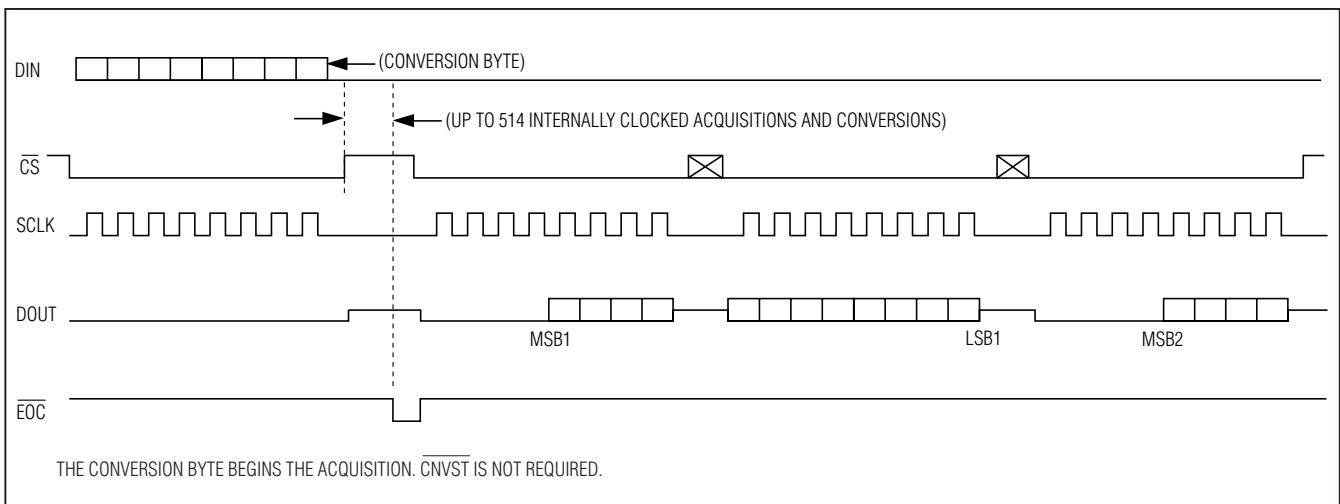 DIN
(CONVERSION BYTE)
(UP TO 514 INTERNALLY CLOCKED ACQUISITIONS AND CONVERSIONS)
CS
SCLK
DOUT
MSB1
LSB1
MSB2
EOC
THE CONVERSION BYTE BEGINS THE ACQUISITION. CNVST IS NOT REQUIRED.